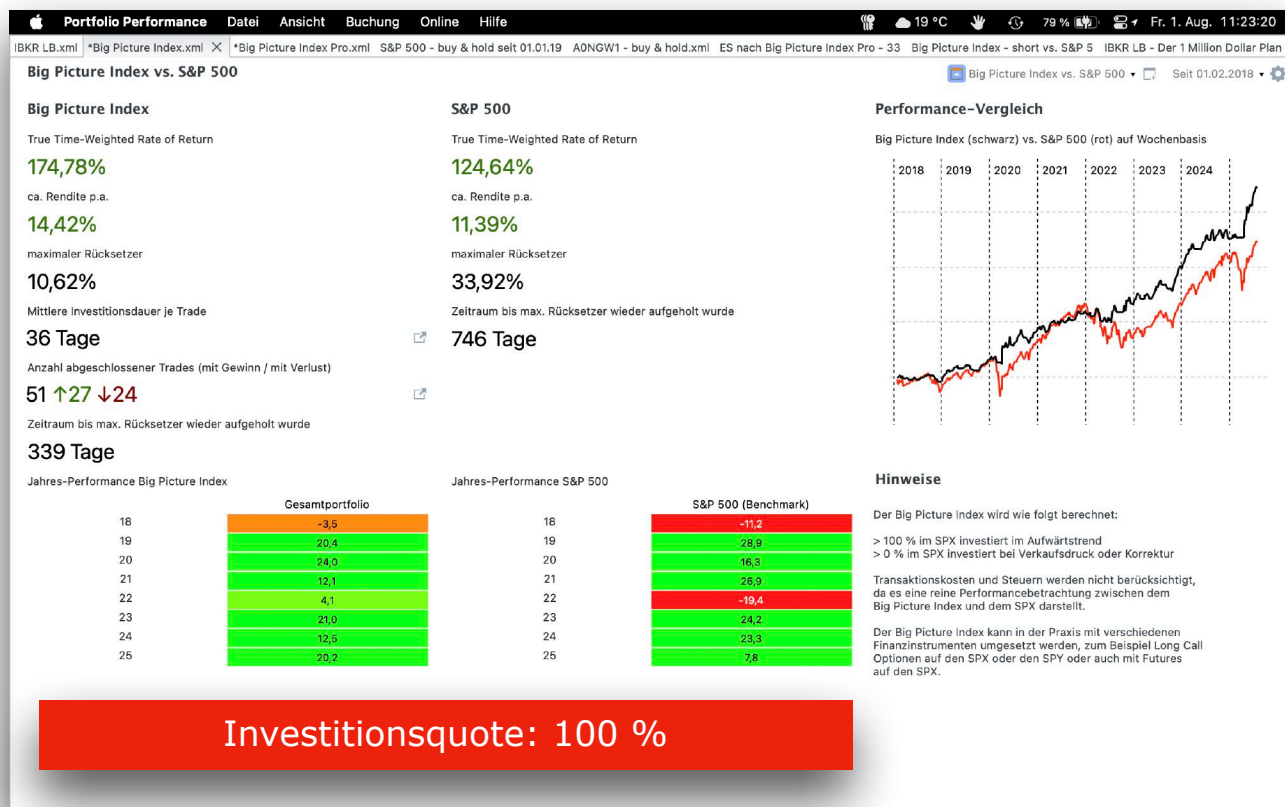 Portfolio Performance Datei Ansicht Buchung Online Hilfe 19 °C 79 % Fr. 1. Aug. 11:23:20
IBKR LB.xml *Big Picture Index.xml *Big Picture Index Pro.xml S&P 500 - buy & hold seit 01.01.19 A0NGW1 - buy & hold.xml ES nach Big Picture Index Pro - 33 Big Picture Index - short vs. S&P 5 IBKR LB - Der 1 Million Dollar Plan
Big Picture Index vs. S&P 500
Big Picture Index vs. S&P 500 Seit 01.02.2018
Big Picture Index
True Time-Weighted Rate of Return
174,78%
ca. Rendite p.a.
14,42%
maximaler Rücksetzer
10,62%
Mittlere Investitionsdauer je Trade
36 Tage
Anzahl abgeschlossener Trades (mit Gewinn / mit Verlust)
51 ↑27 ↓24
Zeitraum bis max. Rücksetzer wieder aufgeholt wurde
339 Tage
S&P 500
True Time-Weighted Rate of Return
124,64%
ca. Rendite p.a.
11,39%
maximaler Rücksetzer
33,92%
Zeitraum bis max. Rücksetzer wieder aufgeholt wurde
746 Tage
Performance-Vergleich
Big Picture Index (schwarz) vs. S&P 500 (rot) auf Wochenbasis
2018 2019 2020 2021 2022 2023 2024
Jahres-Performance Big Picture Index
Gesamtportfolio
18 -3,5
19 20,4
20 24,0
21 12,1
22 4,1
23 21,0
24 12,5
25 20,2
Jahres-Performance S&P 500
S&P 500 (Benchmark)
18 -11,2
19 28,9
20 16,3
21 26,9
22 -19,4
23 24,2
24 23,3
25 7,8
Hinweise
Der Big Picture Index wird wie folgt berechnet:
> 100 % im SPX investiert im Aufwärtstrend
> 0 % im SPX investiert bei Verkaufsdruck oder Korrektur
Transaktionskosten und Steuern werden nicht berücksichtigt,
da es eine reine Performancebetrachtung zwischen dem
Big Picture Index und dem SPX darstellt.
Der Big Picture Index kann in der Praxis mit verschiedenen
Finanzinstrumenten umgesetzt werden, zum Beispiel Long Call
Optionen auf den SPX oder den SPY oder auch mit Futures
auf den SPX.
Investitionsquote: 100 %